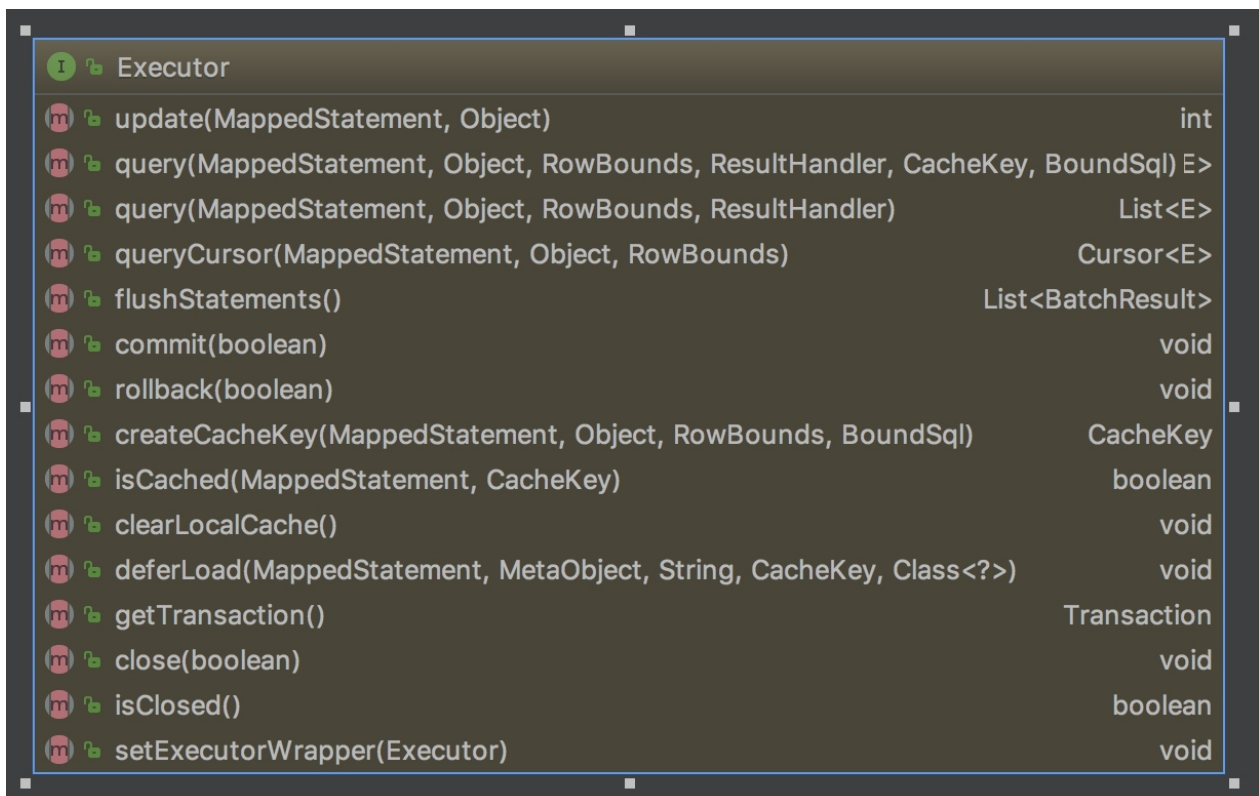 I Executor
m update(MappedStatement, Object) int
m query(MappedStatement, Object, RowBounds, ResultHandler, CacheKey, BoundSql) E>
m query(MappedStatement, Object, RowBounds, ResultHandler) List<E>
m queryCursor(MappedStatement, Object, RowBounds) Cursor<E>
m flushStatements() List<BatchResult>
m commit(boolean) void
m rollback(boolean) void
m createCacheKey(MappedStatement, Object, RowBounds, BoundSql) CacheKey
m isCached(MappedStatement, CacheKey) boolean
m clearLocalCache() void
m deferLoad(MappedStatement, MetaObject, String, CacheKey, Class<?>) void
m getTransaction() Transaction
m close(boolean) void
m isClosed() boolean
m setExecutorWrapper(Executor) void